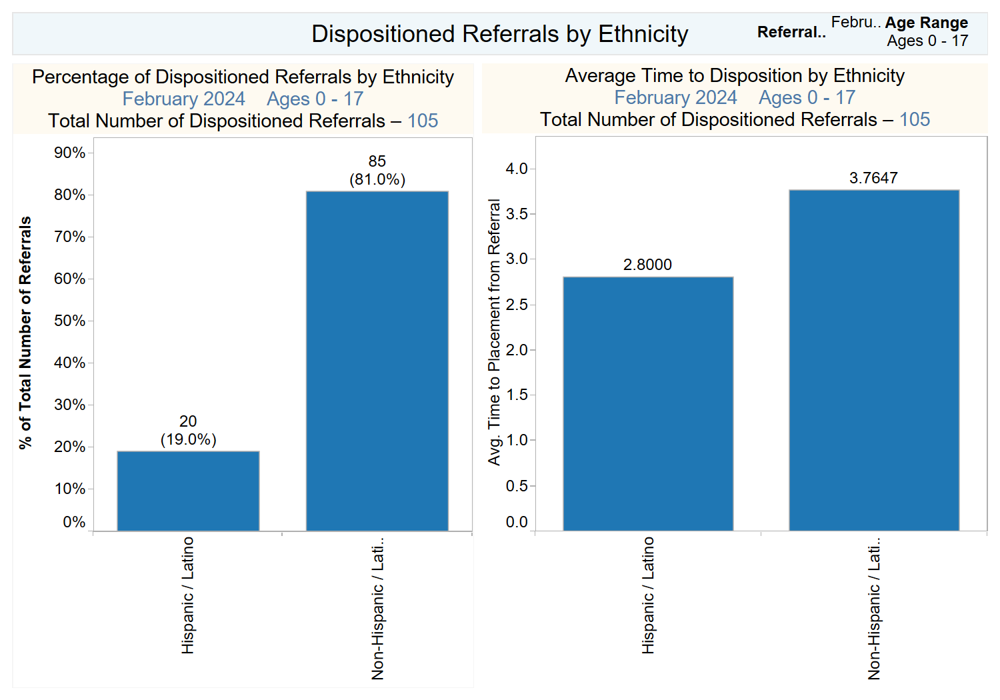 Dispositioned Referrals by Ethnicity
Referral..
Febru..
Age Range
Ages 0 - 17
Percentage of Dispositioned Referrals by Ethnicity
February 2024 Ages 0 - 17
Total Number of Dispositioned Referrals – 105
% of Total Number of Referrals
90%
80%
70%
60%
50%
40%
30%
20%
10%
0%
20
(19.0%)
85
(81.0%)
Hispanic / Latino
Non-Hispanic / Lati..
Average Time to Disposition by Ethnicity
February 2024 Ages 0 - 17
Total Number of Dispositioned Referrals – 105
Avg. Time to Placement from Referral
4.0
3.5
3.0
2.5
2.0
1.5
1.0
0.5
0.0
2.8000
3.7647
Hispanic / Latino
Non-Hispanic / Lati..